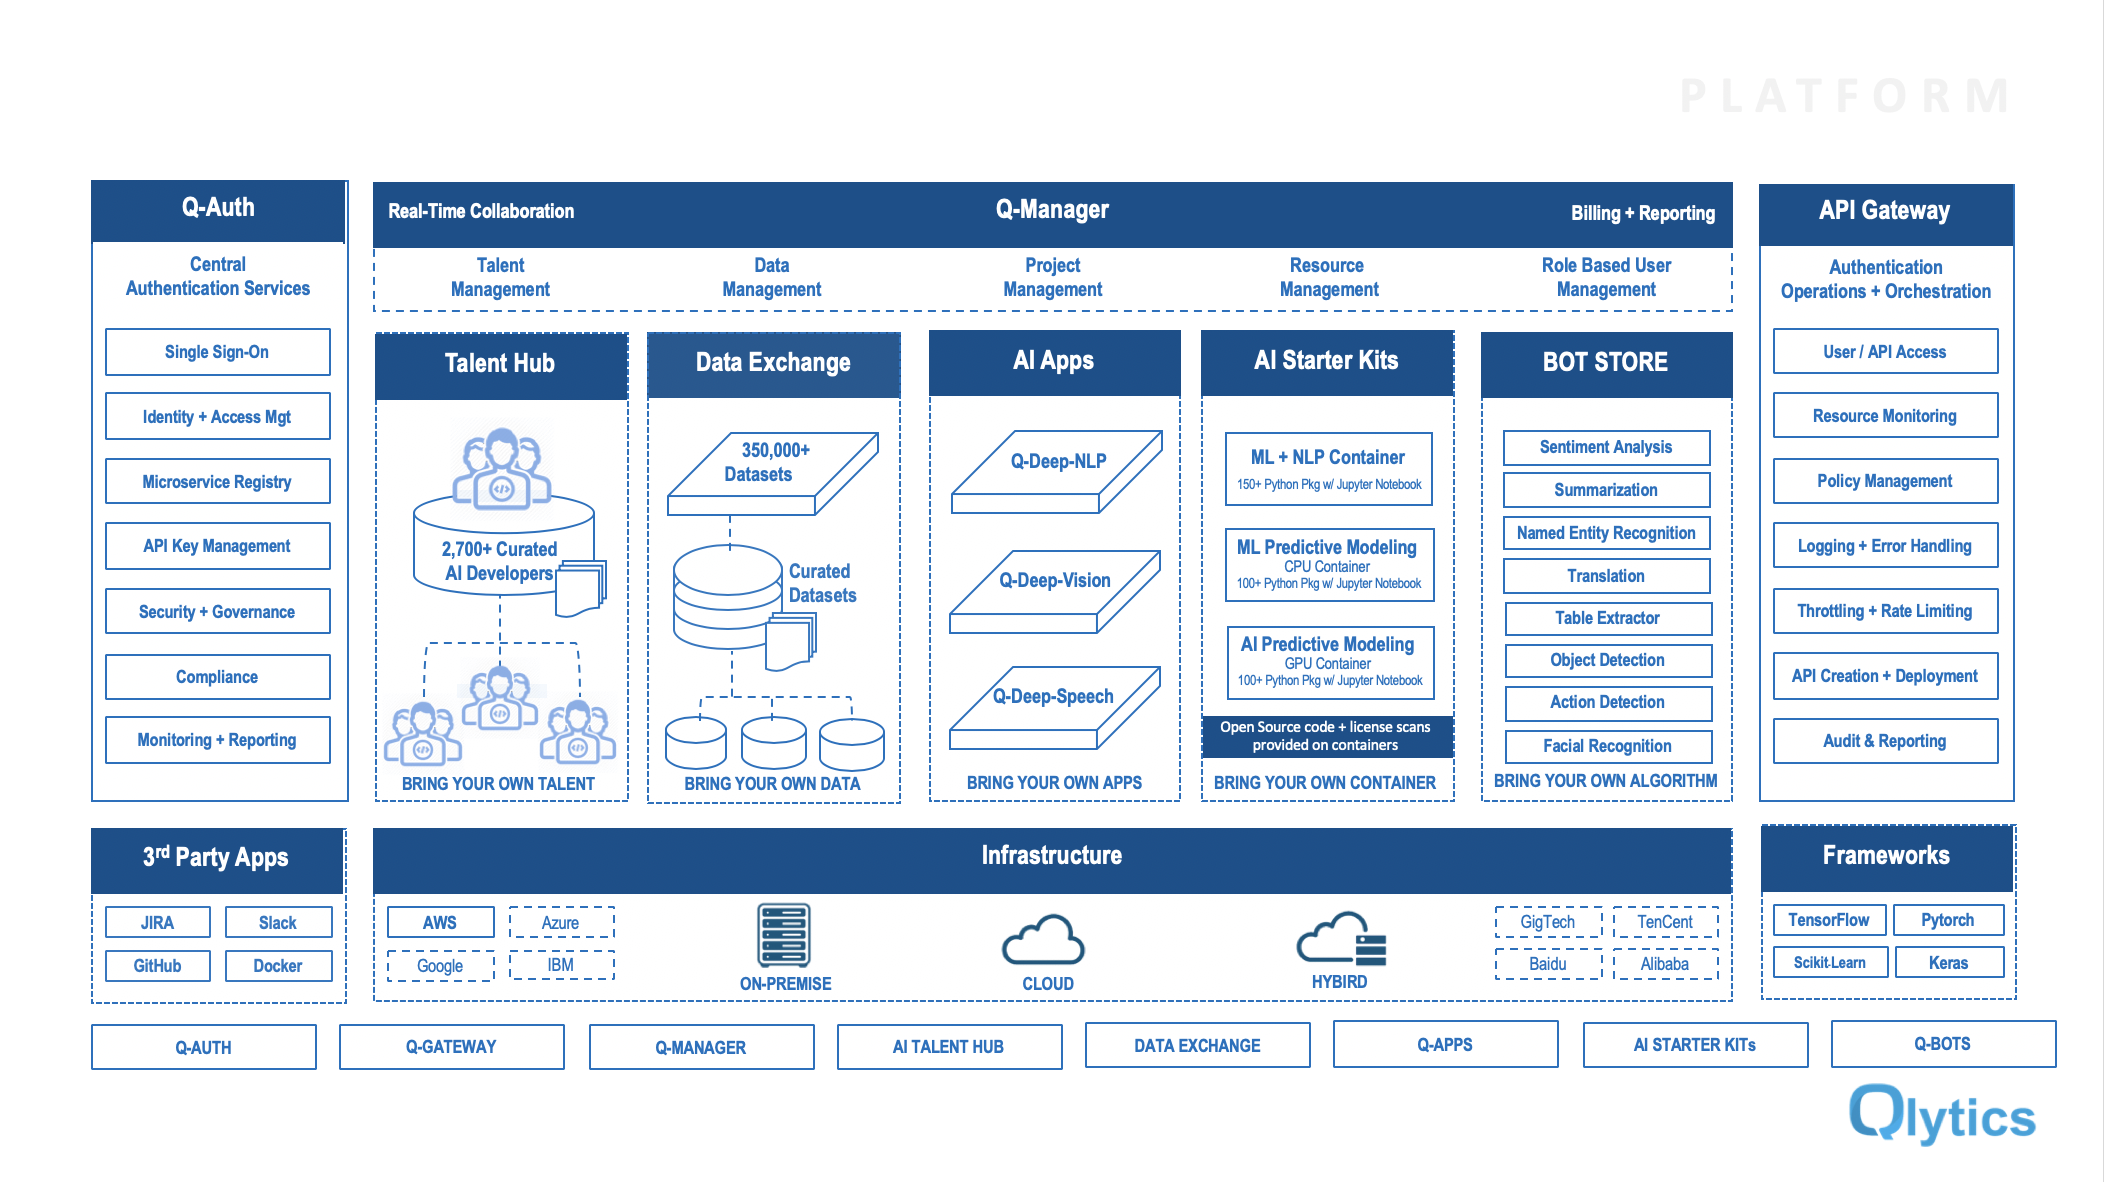 PLATFORM
Q-Auth
Central
Authentication Services
Single Sign-On
Identity + Access Mgt
Microservice Registry
API Key Management
Security + Governance
Compliance
Monitoring + Reporting
Real-Time Collaboration
Q-Manager
Billing + Reporting
Talent
Management
Data
Management
Project
Management
Resource
Management
Role Based User
Management
Talent Hub
2,700+ Curated
AI Developers
BRING YOUR OWN TALENT
Data Exchange
350,000+
Datasets
Curated
Datasets
BRING YOUR OWN DATA
AI Apps
Q-Deep-NLP
Q-Deep-Vision
Q-Deep-Speech
BRING YOUR OWN APPS
AI Starter Kits
ML + NLP Container
150+ Python Pkg w/ Jupyter Notebook
ML Predictive Modeling
CPU Container
100+ Python Pkg w/ Jupyter Notebook
AI Predictive Modeling
GPU Container
100+ Python Pkg w/ Jupyter Notebook
Open Source code + license scans
provided on containers
BRING YOUR OWN CONTAINER
BOT STORE
Sentiment Analysis
Summarization
Named Entity Recognition
Translation
Table Extractor
Object Detection
Action Detection
Facial Recognition
BRING YOUR OWN ALGORITHM
API Gateway
Authentication
Operations + Orchestration
User / API Access
Resource Monitoring
Policy Management
Logging + Error Handling
Throttling + Rate Limiting
API Creation + Deployment
Audit & Reporting
3rd Party Apps
JIRA
Slack
GitHub
Docker
Infrastructure
AWS
Azure
Google
IBM
ON-PREMISE
CLOUD
HYBIRD
GigTech
TenCent
Baidu
Alibaba
Frameworks
TensorFlow
Pytorch
Scikit-Learn
Keras
Q-AUTH
Q-GATEWAY
Q-MANAGER
AI TALENT HUB
DATA EXCHANGE
Q-APPS
AI STARTER KITs
Q-BOTS
Qlytics